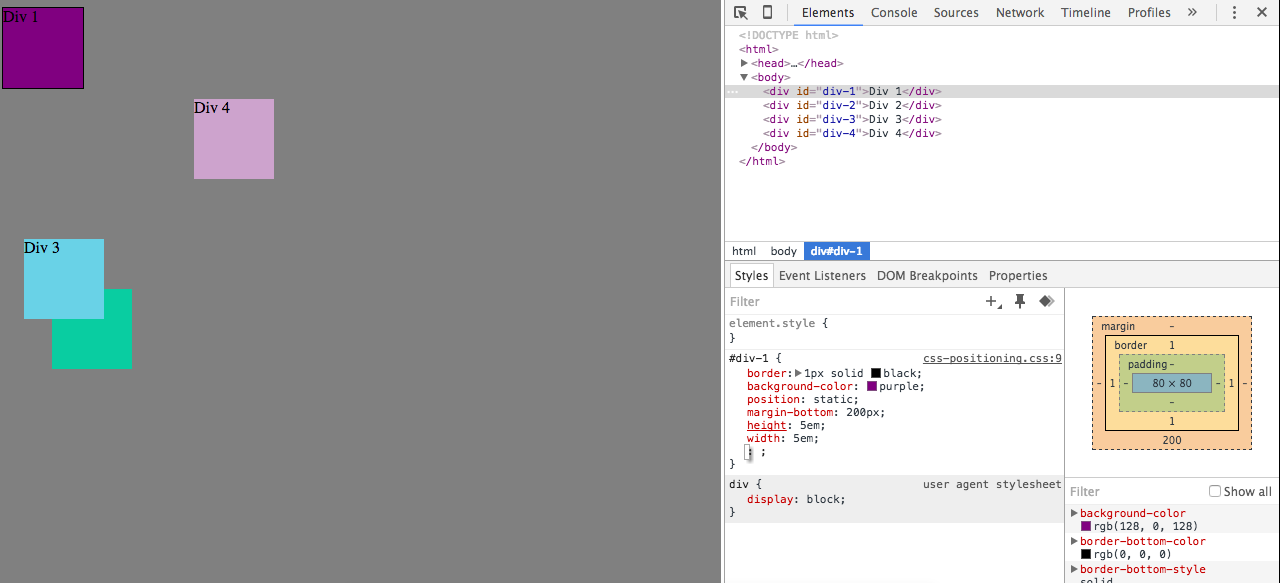 Div 1
Div 4
Div 3
Elements Console Sources Network Timeline Profiles »
<!DOCTYPE html>
<html>
▶<head>…</head>
▼<body>
… <div id="div-1">Div 1</div>
<div id="div-2">Div 2</div>
<div id="div-3">Div 3</div>
<div id="div-4">Div 4</div>
</body>
</html>
html body div#div-1
Styles Event Listeners DOM Breakpoints Properties
Filter
element.style {
}
#div-1 { css-positioning.css:9
border:▶1px solid black;
background-color: purple;
position: static;
margin-bottom: 200px;
height: 5em;
width: 5em;
: ;
}
div { user agent stylesheet
display: block;
}
margin -
border 1
padding -
- 1 - 80 × 80 - 1 -
-
1
200
Filter Show all
▶background-color
rgb(128, 0, 128)
▶border-bottom-color
rgb(0, 0, 0)
▶border-bottom-style
solid